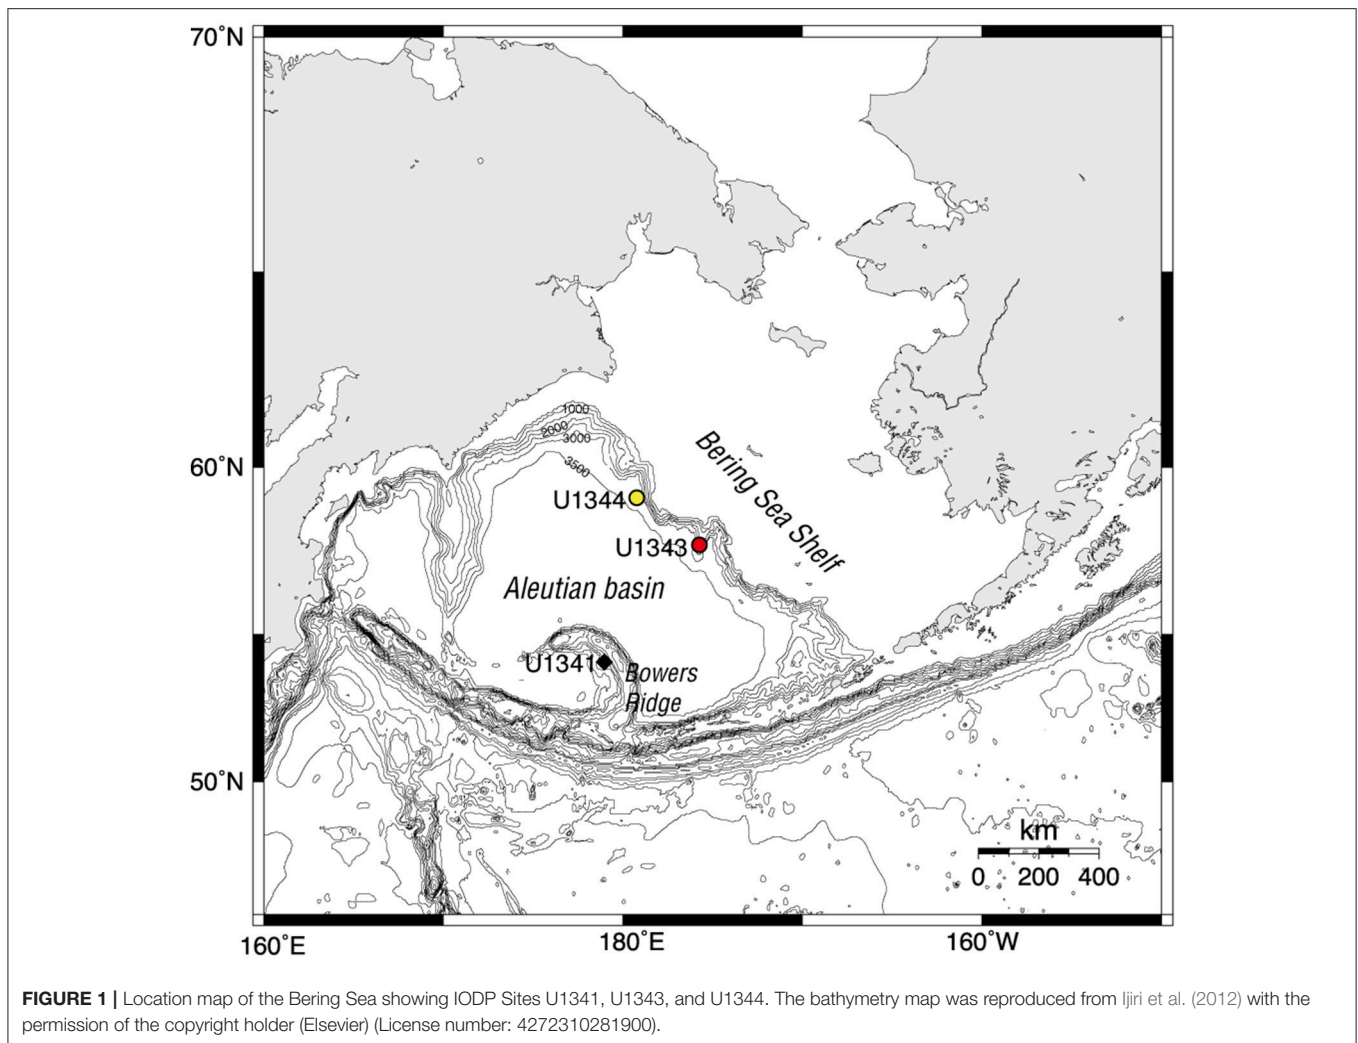 70°N
1000
2000
3000
3500
60°N
U1344
Bering Sea Shelf
U1343
Aleutian basin
U1341
Bowers
Ridge
50°N
km
0 200 400
160°E
180°E
160°W
FIGURE 1 | Location map of the Bering Sea showing IODP Sites U1341, U1343, and U1344. The bathymetry map was reproduced from Ijiri et al. (2012) with the
permission of the copyright holder (Elsevier) (License number: 4272310281900).